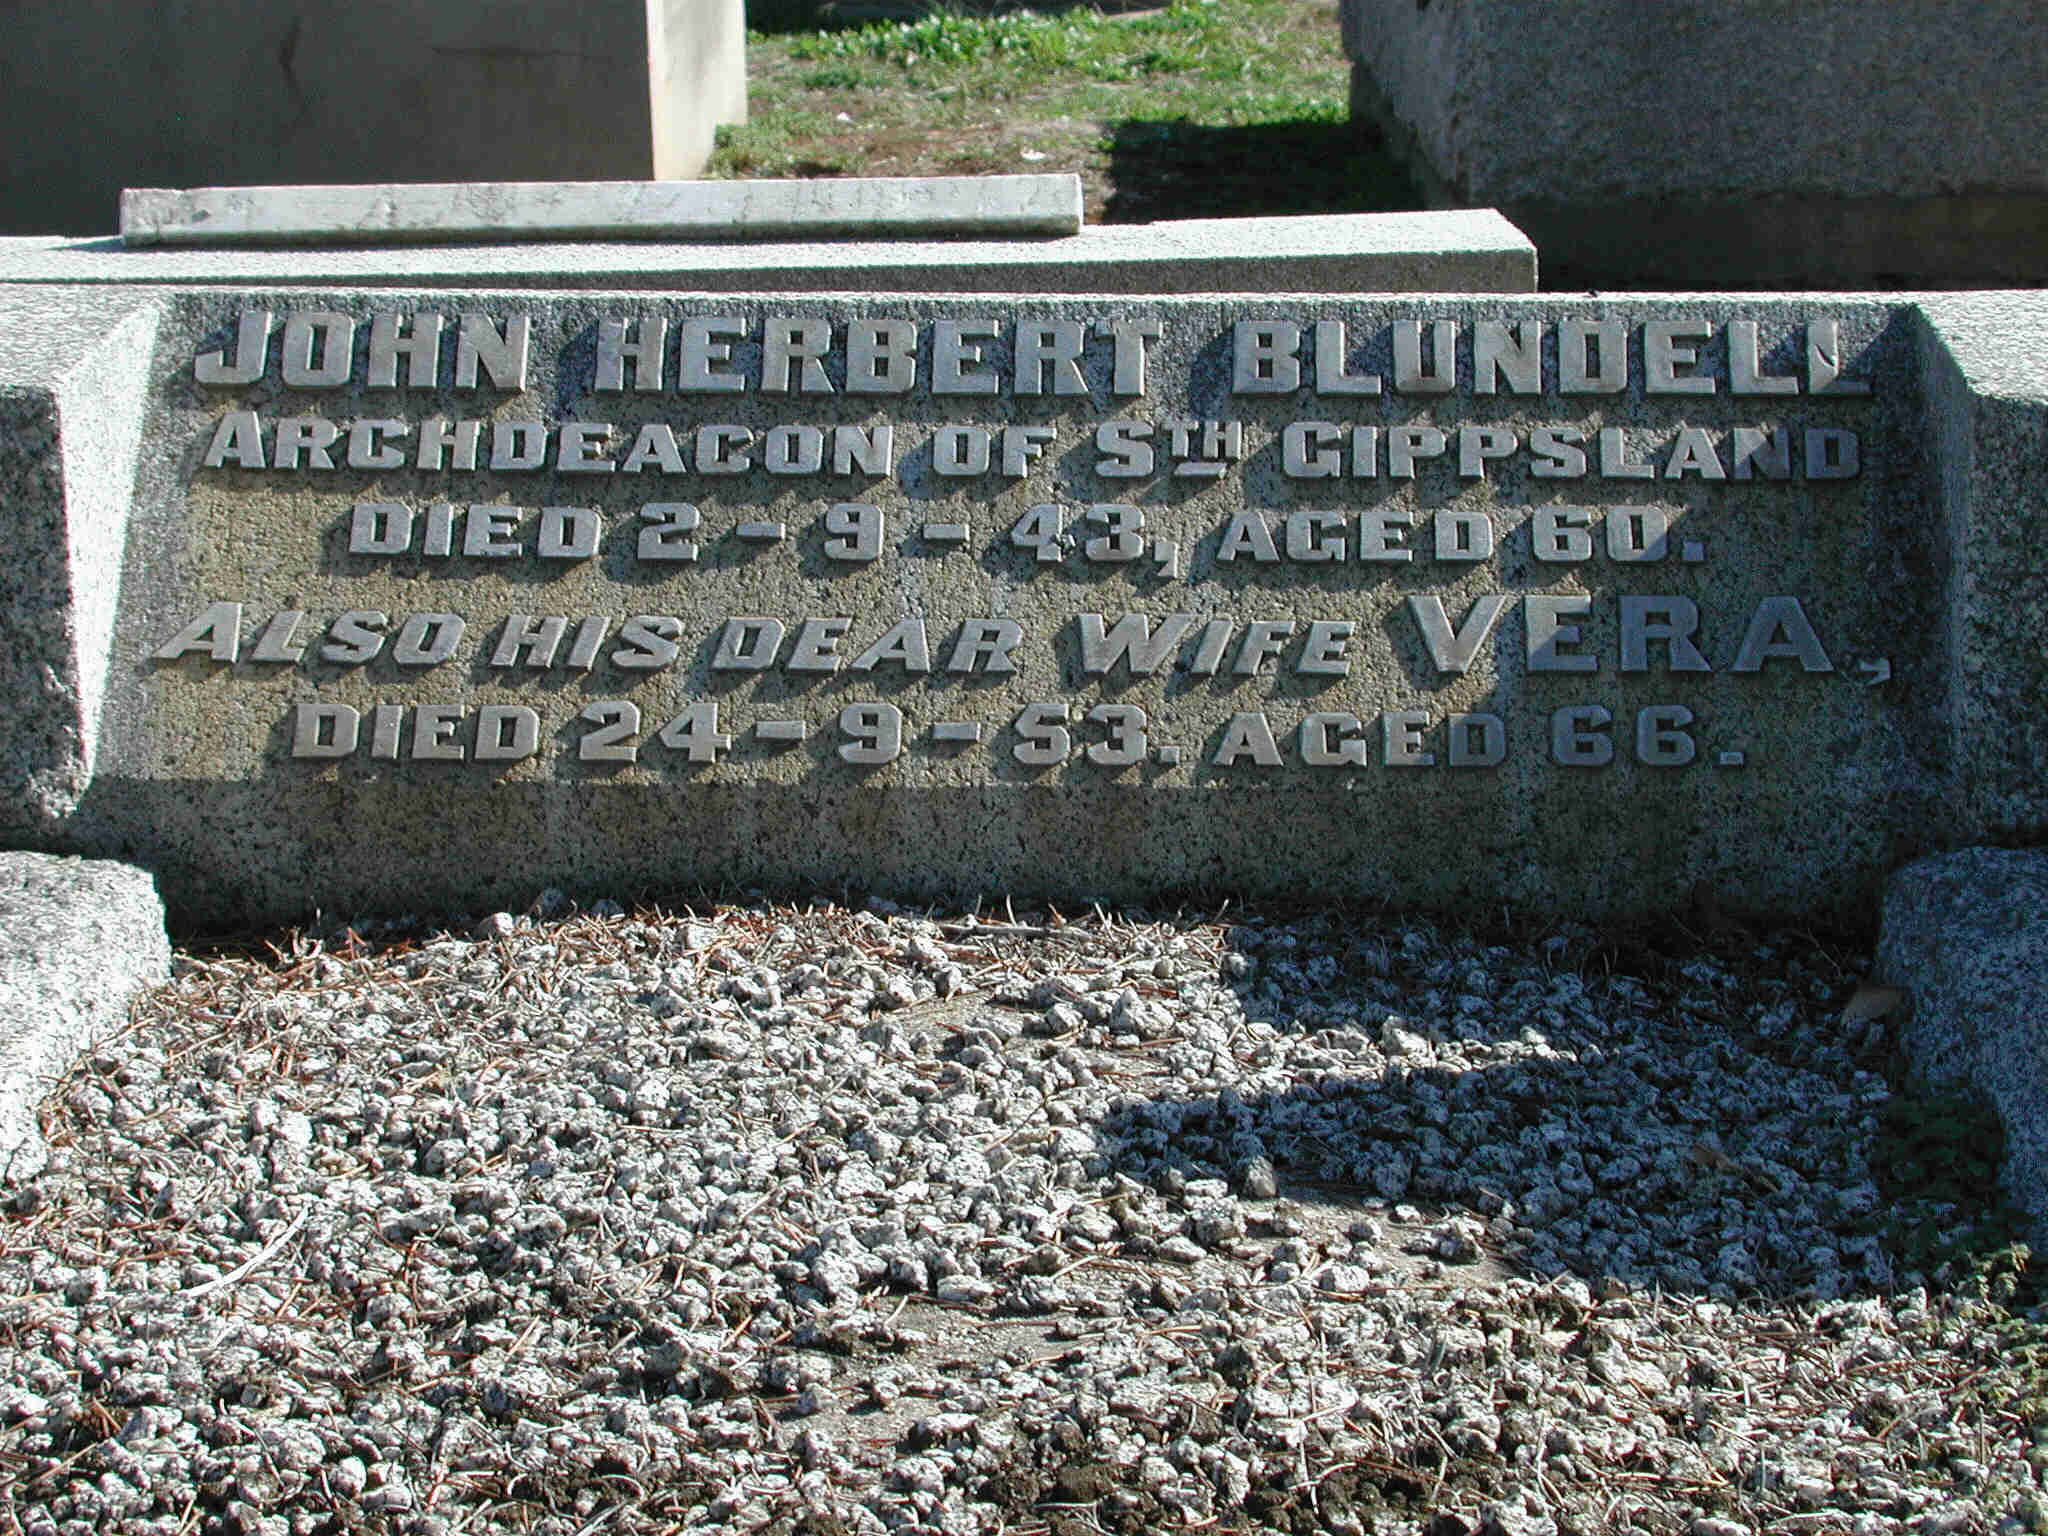 JOHN HERBERT BLUNDELL
ARCHDEACON OF STH GIPPSLAND
DIED 2-9-43, AGED 60.
ALSO HIS DEAR WIFE VERA,
DIED 24-9-53. AGED 66.